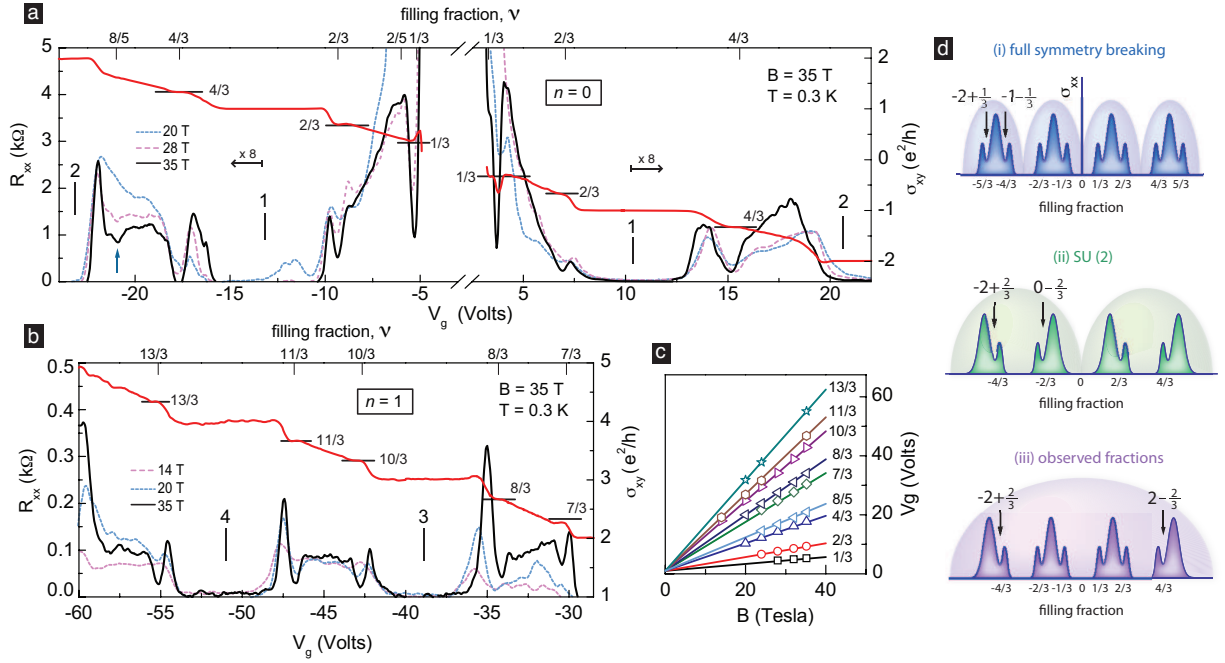 a
filling fraction, ν
8/5 4/3 2/3 2/5 1/3 1/3 2/3 4/3
5
4
3
2
1
0
R_xx (kΩ)
2
1
0
-1
-2
σ_xy (e²/h)
4/3
2/3
1/3
1/3
2/3
4/3
n = 0
B = 35 T
T = 0.3 K
20 T
28 T
35 T
x 8
x 8
2
1
1
2
-20 -15 -10 -5 5 10 15 20
V_g (Volts)
b
filling fraction, ν
13/3 11/3 10/3 8/3 7/3
0.5
0.4
0.3
0.2
0.1
0.0
R_xx (kΩ)
5
4
3
2
1
σ_xy (e²/h)
13/3
11/3
10/3
8/3
7/3
n = 1
B = 35 T
T = 0.3 K
14 T
20 T
35 T
4
3
-60 -55 -50 -45 -40 -35 -30
V_g (Volts)
c
13/3
11/3
10/3
8/3
7/3
8/5
4/3
2/3
1/3
60
40
20
0
Vg (Volts)
0 20 40
B (Tesla)
d
(i) full symmetry breaking
σ_xx
-2+1/3 -1-1/3
-5/3 -4/3 -2/3 -1/3 0 1/3 2/3 4/3 5/3
filling fraction
(ii) SU (2)
-2+2/3 0-2/3
-4/3 -2/3 0 2/3 4/3
filling fraction
(iii) observed fractions
-2+2/3 2-2/3
-4/3 -2/3 -1/3 0 1/3 2/3 4/3
filling fraction